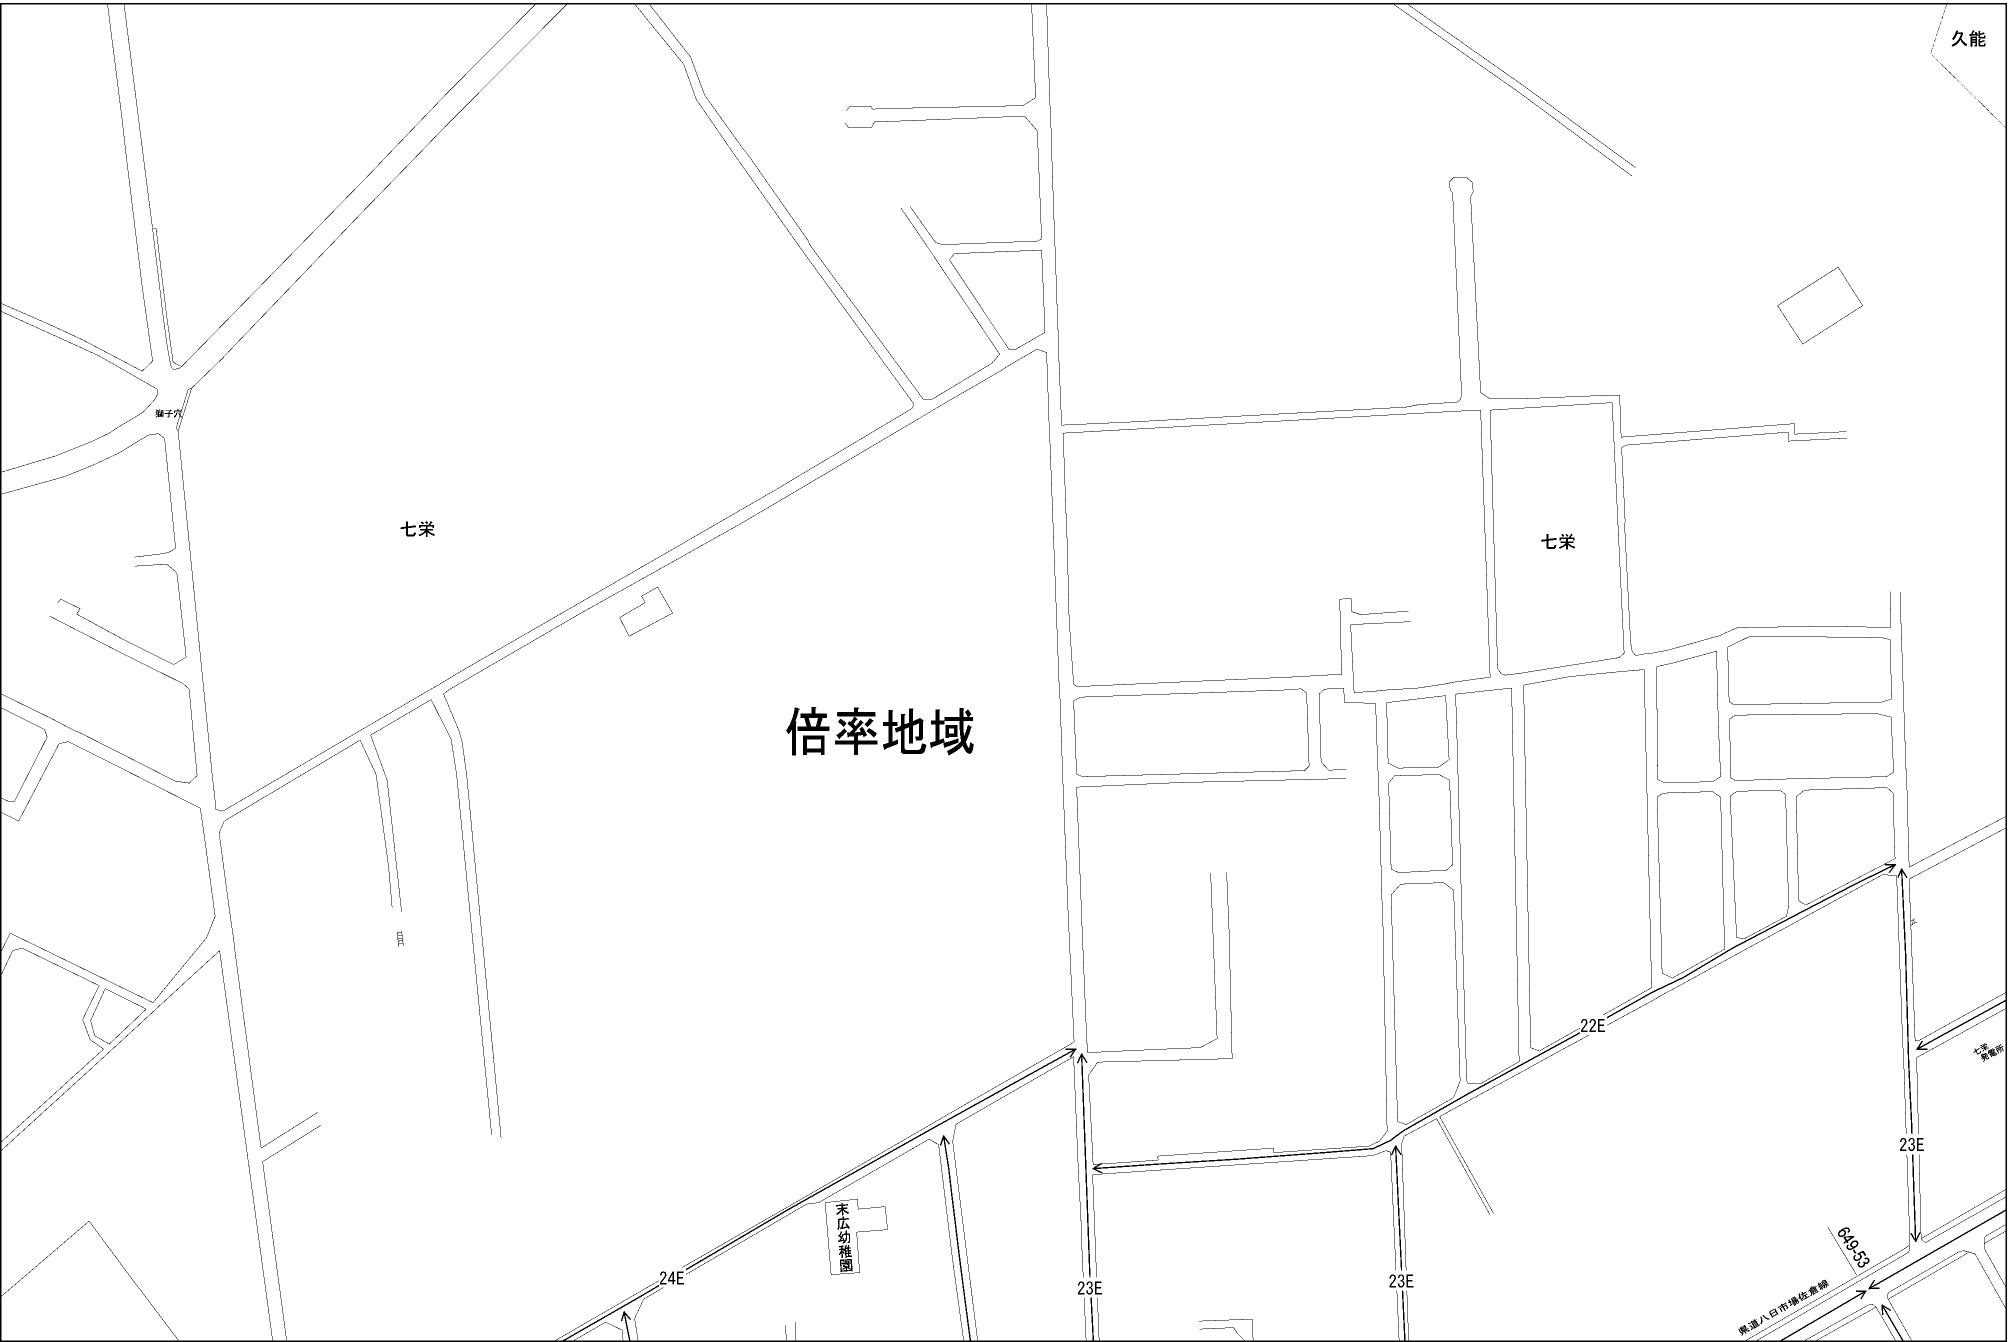 久能
獅子穴
七栄
七栄
倍率地域
22E
七栄
発電所
23E
末広幼稚園
649-53
24E
23E
23E
県道八日市場佐倉線